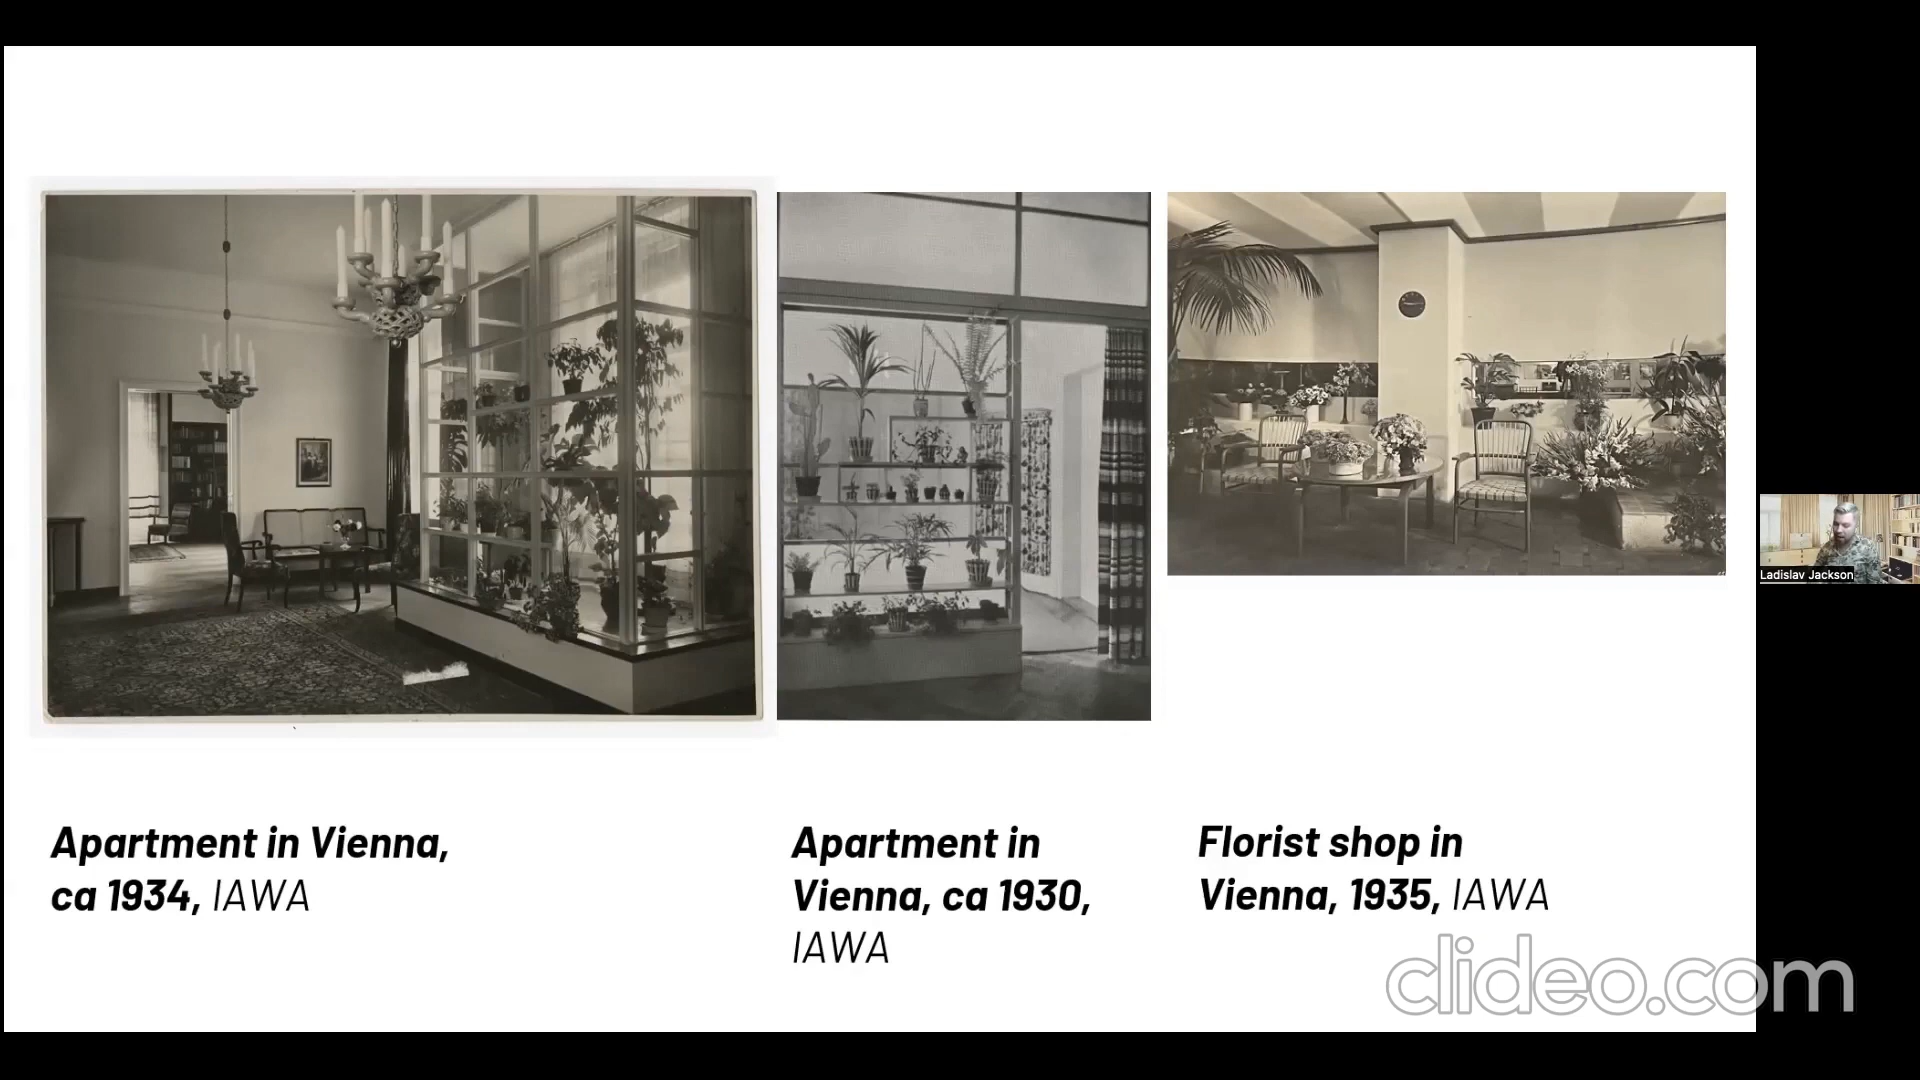 Apartment in Vienna,
ca 1934, IAWA
Apartment in
Vienna, ca 1930,
IAWA
Florist shop in
Vienna, 1935, IAWA
Ladislav Jackson
clideo.com